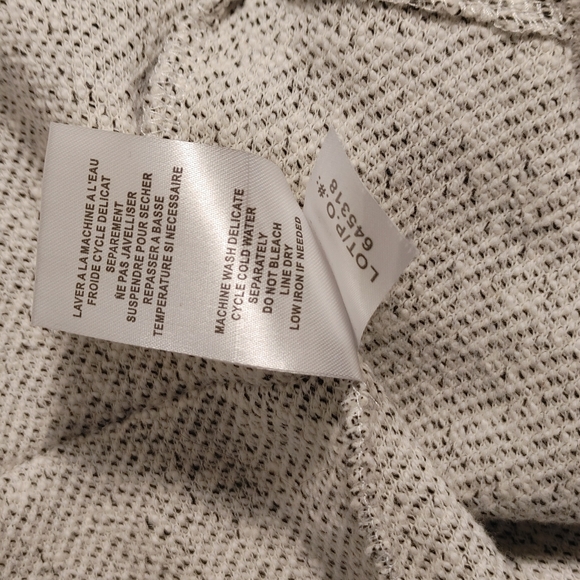 LAVER A LA MACHINE A L'EAU
FROIDE CYCLE DELICAT
SEPAREMENT
NE PAS JAVELLISER
SUSPENDRE POUR SECHER
REPASSER A BASSE
TEMPERATURE SI NECESSAIRE
MACHINE WASH DELICATE
CYCLE COLD WATER
SEPARATELY
DO NOT BLEACH
LINE DRY
LOW IRON IF NEEDED
LOT/PO #:
645318